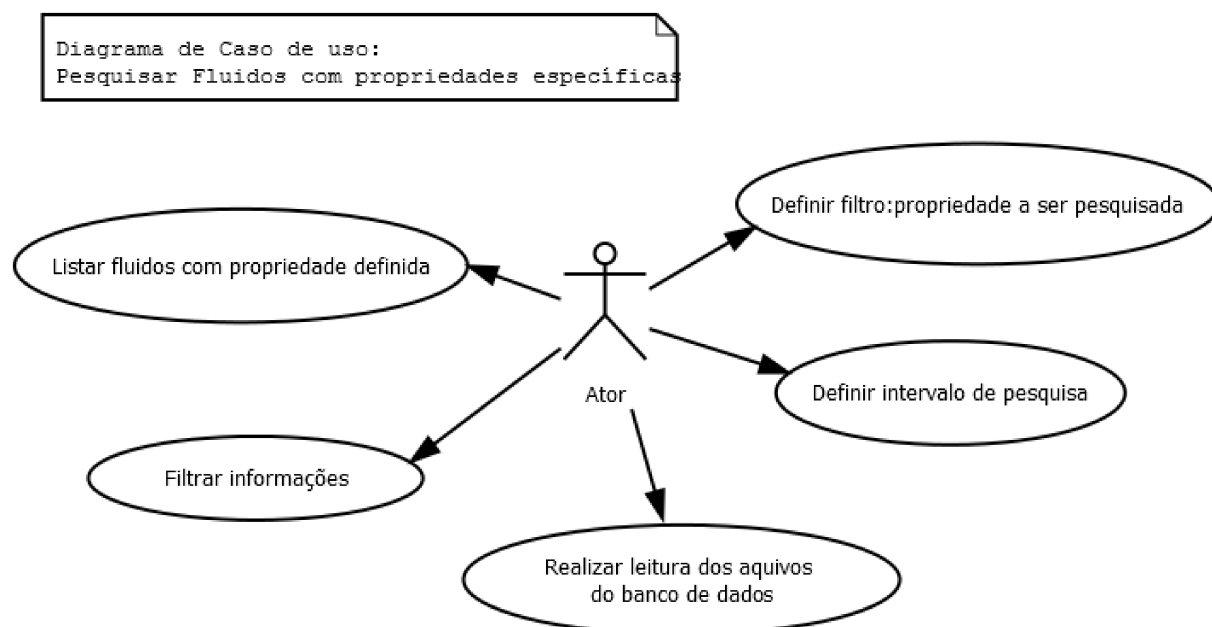 Diagrama de Caso de uso:
Pesquisar Fluidos com propriedades específicas
Definir filtro:propriedade a ser pesquisada
Listar fluidos com propriedade definida
Definir intervalo de pesquisa
Ator
Filtrar informações
Realizar leitura dos aquivos
do banco de dados